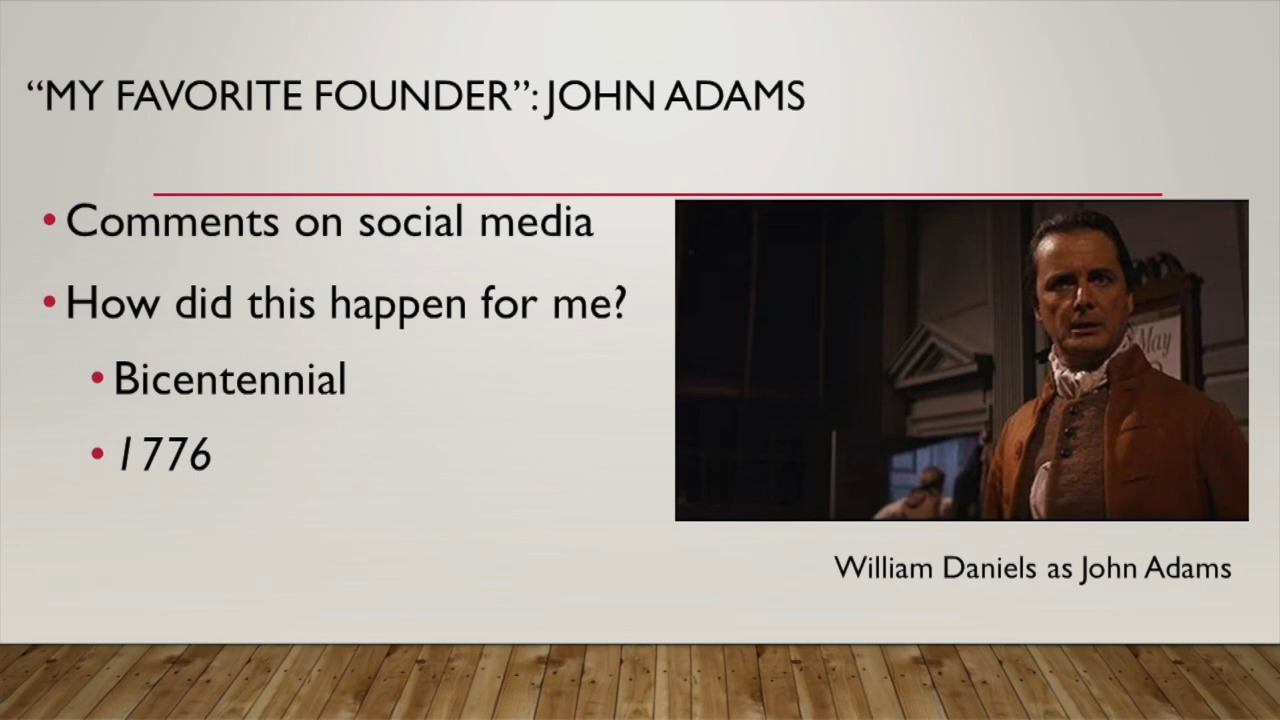 “MY FAVORITE FOUNDER”: JOHN ADAMS
• Comments on social media
• How did this happen for me?
• Bicentennial
• 1776
May
William Daniels as John Adams